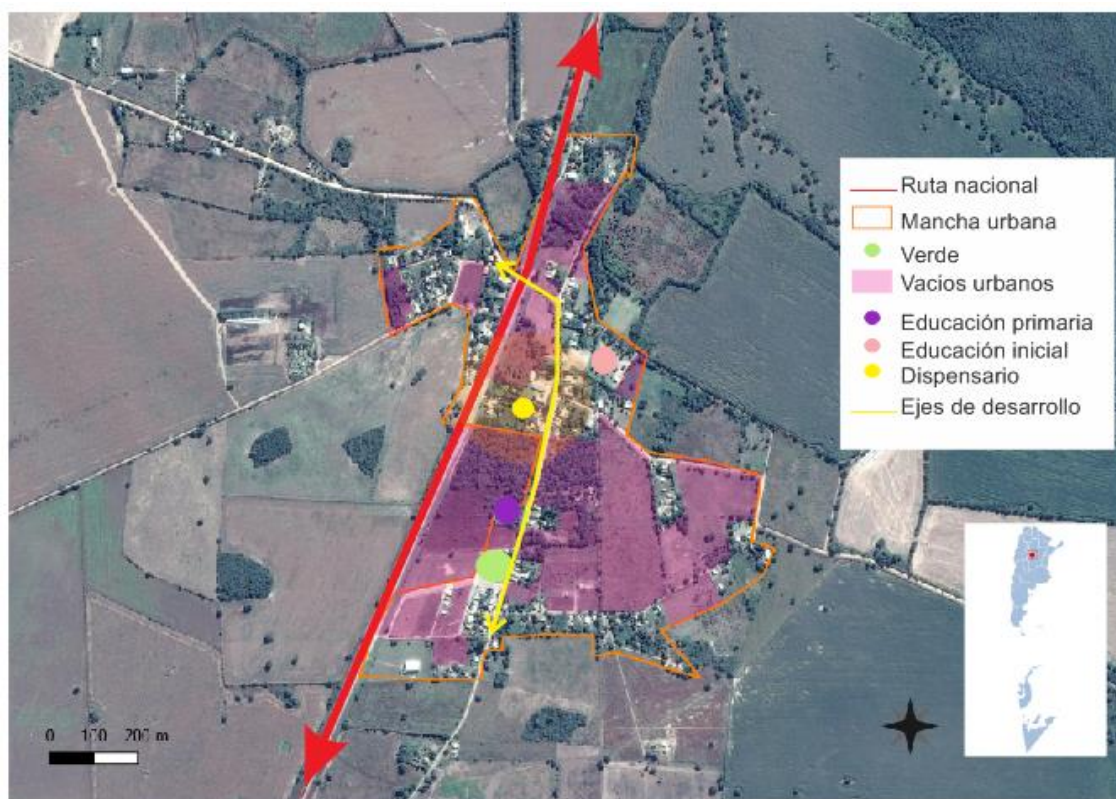 Ruta nacional
Mancha urbana
Verde
Vacios urbanos
Educación primaria
Educación inicial
Dispensario
Ejes de desarrollo
0 100 200 m